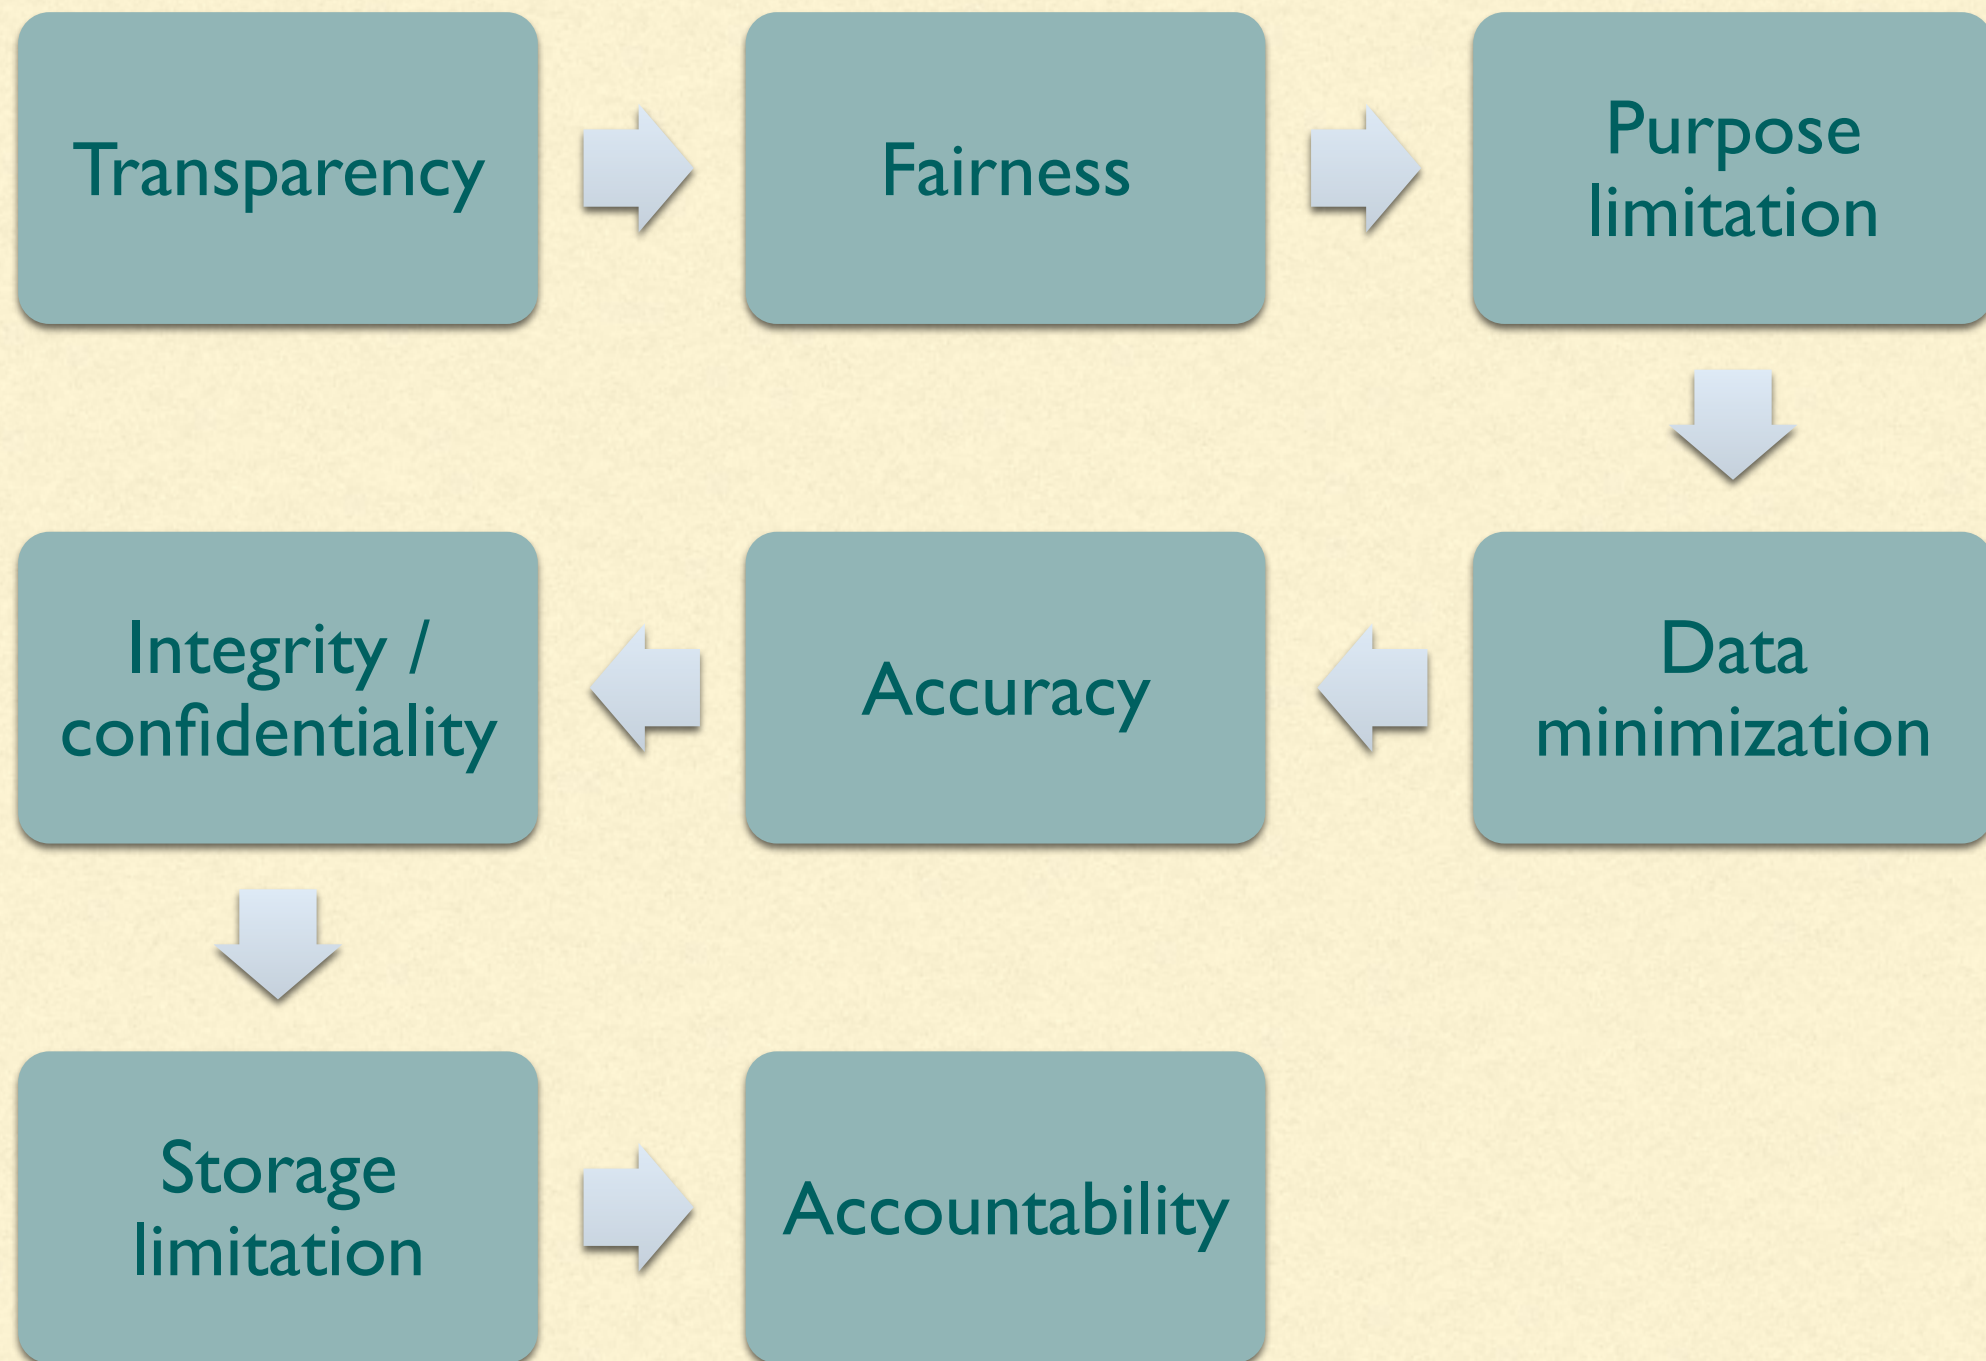 Transparency
Fairness
Purpose
limitation
Data
minimization
Accuracy
Integrity /
confidentiality
Storage
limitation
Accountability